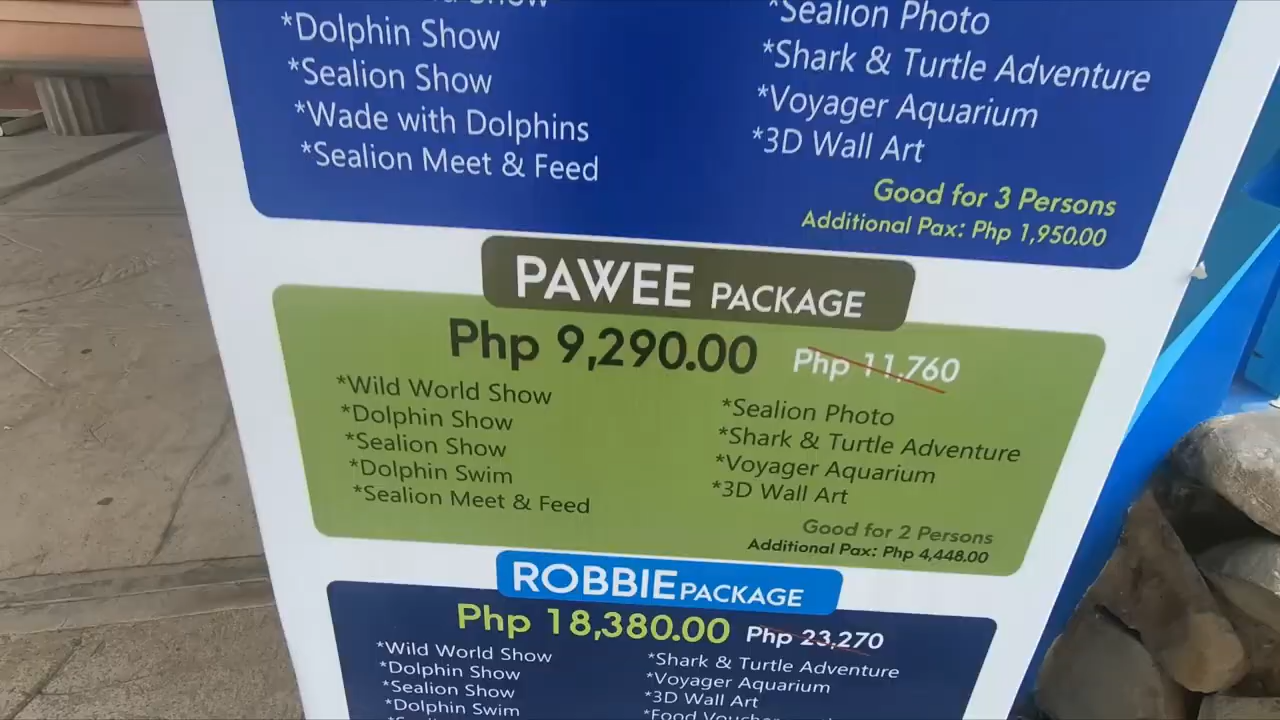 *Dolphin Show
*Sealion Show
*Wade with Dolphins
*Sealion Meet & Feed
*Sealion Photo
*Shark & Turtle Adventure
*Voyager Aquarium
*3D Wall Art
Good for 3 Persons
Additional Pax: Php 1,950.00
PAWEE PACKAGE
Php 9,290.00 Php 11,760
*Wild World Show
*Dolphin Show
*Sealion Show
*Dolphin Swim
*Sealion Meet & Feed
*Sealion Photo
*Shark & Turtle Adventure
*Voyager Aquarium
*3D Wall Art
Good for 2 Persons
Additional Pax: Php 4,448.00
ROBBIE PACKAGE
Php 18,380.00 Php 23,270
*Wild World Show
*Dolphin Show
*Sealion Show
*Dolphin Swim
*Shark & Turtle Adventure
*Voyager Aquarium
*3D Wall Art
*Food Voucher